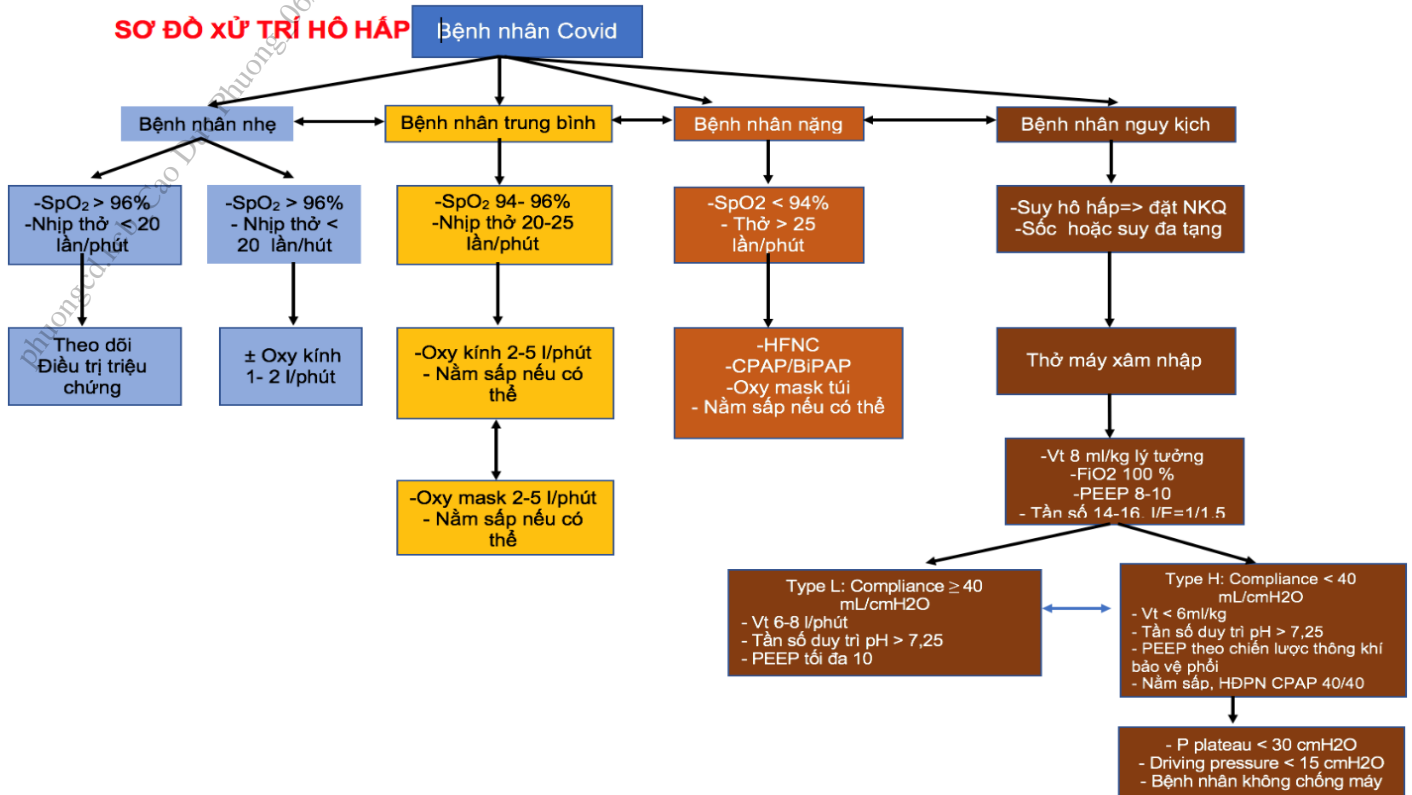 SƠ ĐỒ XỬ TRÍ HÔ HẤP
Bệnh nhân Covid
Bệnh nhân nhẹ
Bệnh nhân trung bình
Bệnh nhân nặng
Bệnh nhân nguy kịch
-SpO₂ > 96%
-Nhịp thở < 20
lần/phút
-SpO₂ > 96%
- Nhịp thở <
20 lần/hút
-SpO₂ 94- 96%
-Nhịp thở 20-25
lần/phút
-SpO2 < 94%
- Thở > 25
lần/phút
-Suy hô hấp=> đặt NKQ
-Sốc hoặc suy đa tạng
Theo dõi
Điều trị triệu
chứng
± Oxy kính
1- 2 l/phút
-Oxy kính 2-5 l/phút
- Nằm sấp nếu có
thể
-HFNC
-CPAP/BiPAP
-Oxy mask túi
- Nằm sấp nếu có thể
Thở máy xâm nhập
-Oxy mask 2-5 l/phút
- Nằm sấp nếu có
thể
-Vt 8 ml/kg lý tưởng
-FiO2 100 %
-PEEP 8-10
- Tần số 14-16, I/E=1/1.5
Type L: Compliance ≥ 40
mL/cmH2O
- Vt 6-8 l/phút
- Tần số duy trì pH > 7,25
- PEEP tối đa 10
Type H: Compliance < 40
mL/cmH2O
- Vt < 6ml/kg
- Tần số duy trì pH > 7,25
- PEEP theo chiến lược thông khí
bảo vệ phổi
- Nằm sấp, HĐPN CPAP 40/40
- P plateau < 30 cmH2O
- Driving pressure < 15 cmH2O
- Bệnh nhân không chống máy